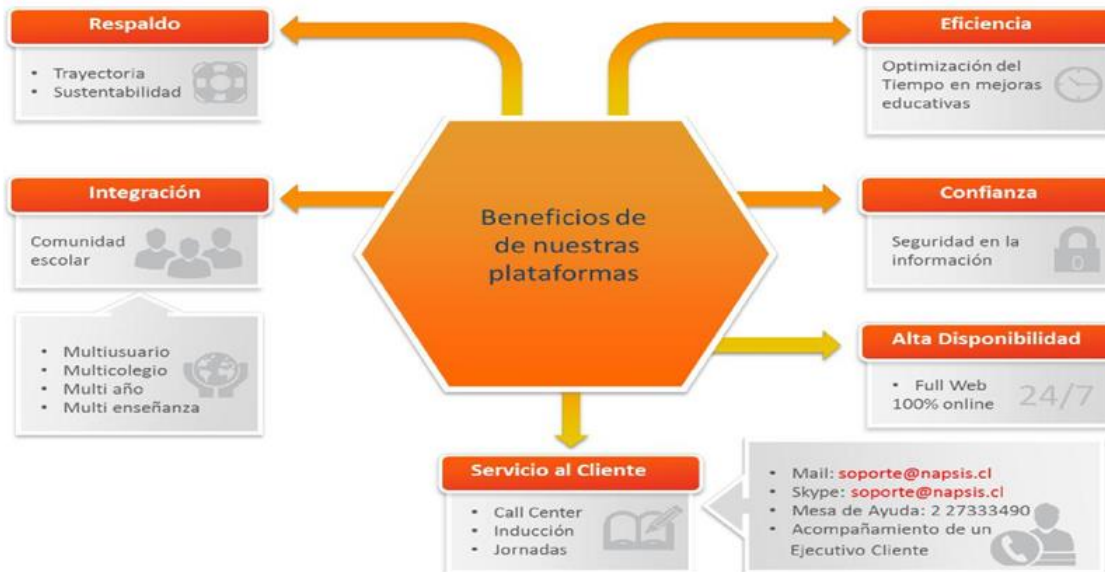 Respaldo
• Trayectoria
• Sustentabilidad
Eficiencia
Optimización del
Tiempo en mejoras
educativas
Integración
Comunidad
escolar
• Multiusuario
• Multicolegio
• Multi año
• Multi enseñanza
Beneficios de
de nuestras
plataformas
Confianza
Seguridad en la
información
0
Alta Disponibilidad
• Full Web
100% online
24/7
Servicio al Cliente
• Call Center
• Inducción
• Jornadas
• Mail: soporte@napsis.cl
• Skype: soporte@napsis.cl
• Mesa de Ayuda: 2 27333490
• Acompañamiento de un
Ejecutivo Cliente